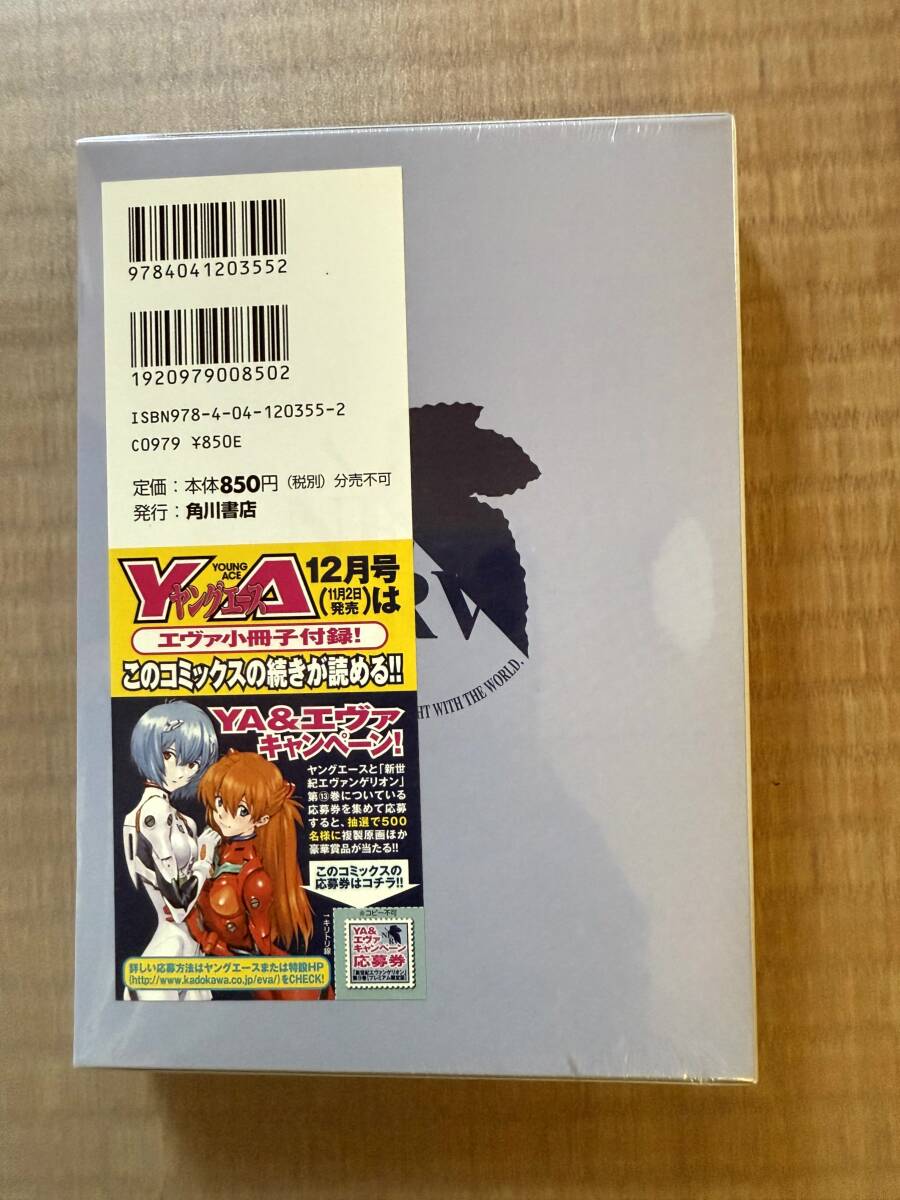 9784041203552
1920979008502
ISBN978-4-04-120355-2
C0979 ¥850E
定価：本体850円（税別）分売不可
発行：角川書店
YOUNG ACE
YA
ヤングエース
12月号
(11月2日発売)は
エヴァ小冊子付録!
このコミックスの続きが読める!!
YA&エヴァ
キャンペーン!
ヤングエースと「新世
紀エヴァンゲリオン」
第⑬巻についている
応募券を集めて応募
すると、抽選で500
名様に複製原画ほか
豪華賞品が当たる!!
このコミックスの
応募券はコチラ!!
※コピー不可
→キリトリ線
YA&
エヴァ
キャンペーン
応募券
詳しい応募方法はヤングエースまたは特設HP
(http://www.kadokawa.co.jp/eva/)をCHECK!
RV
HT WITH THE WORLD.